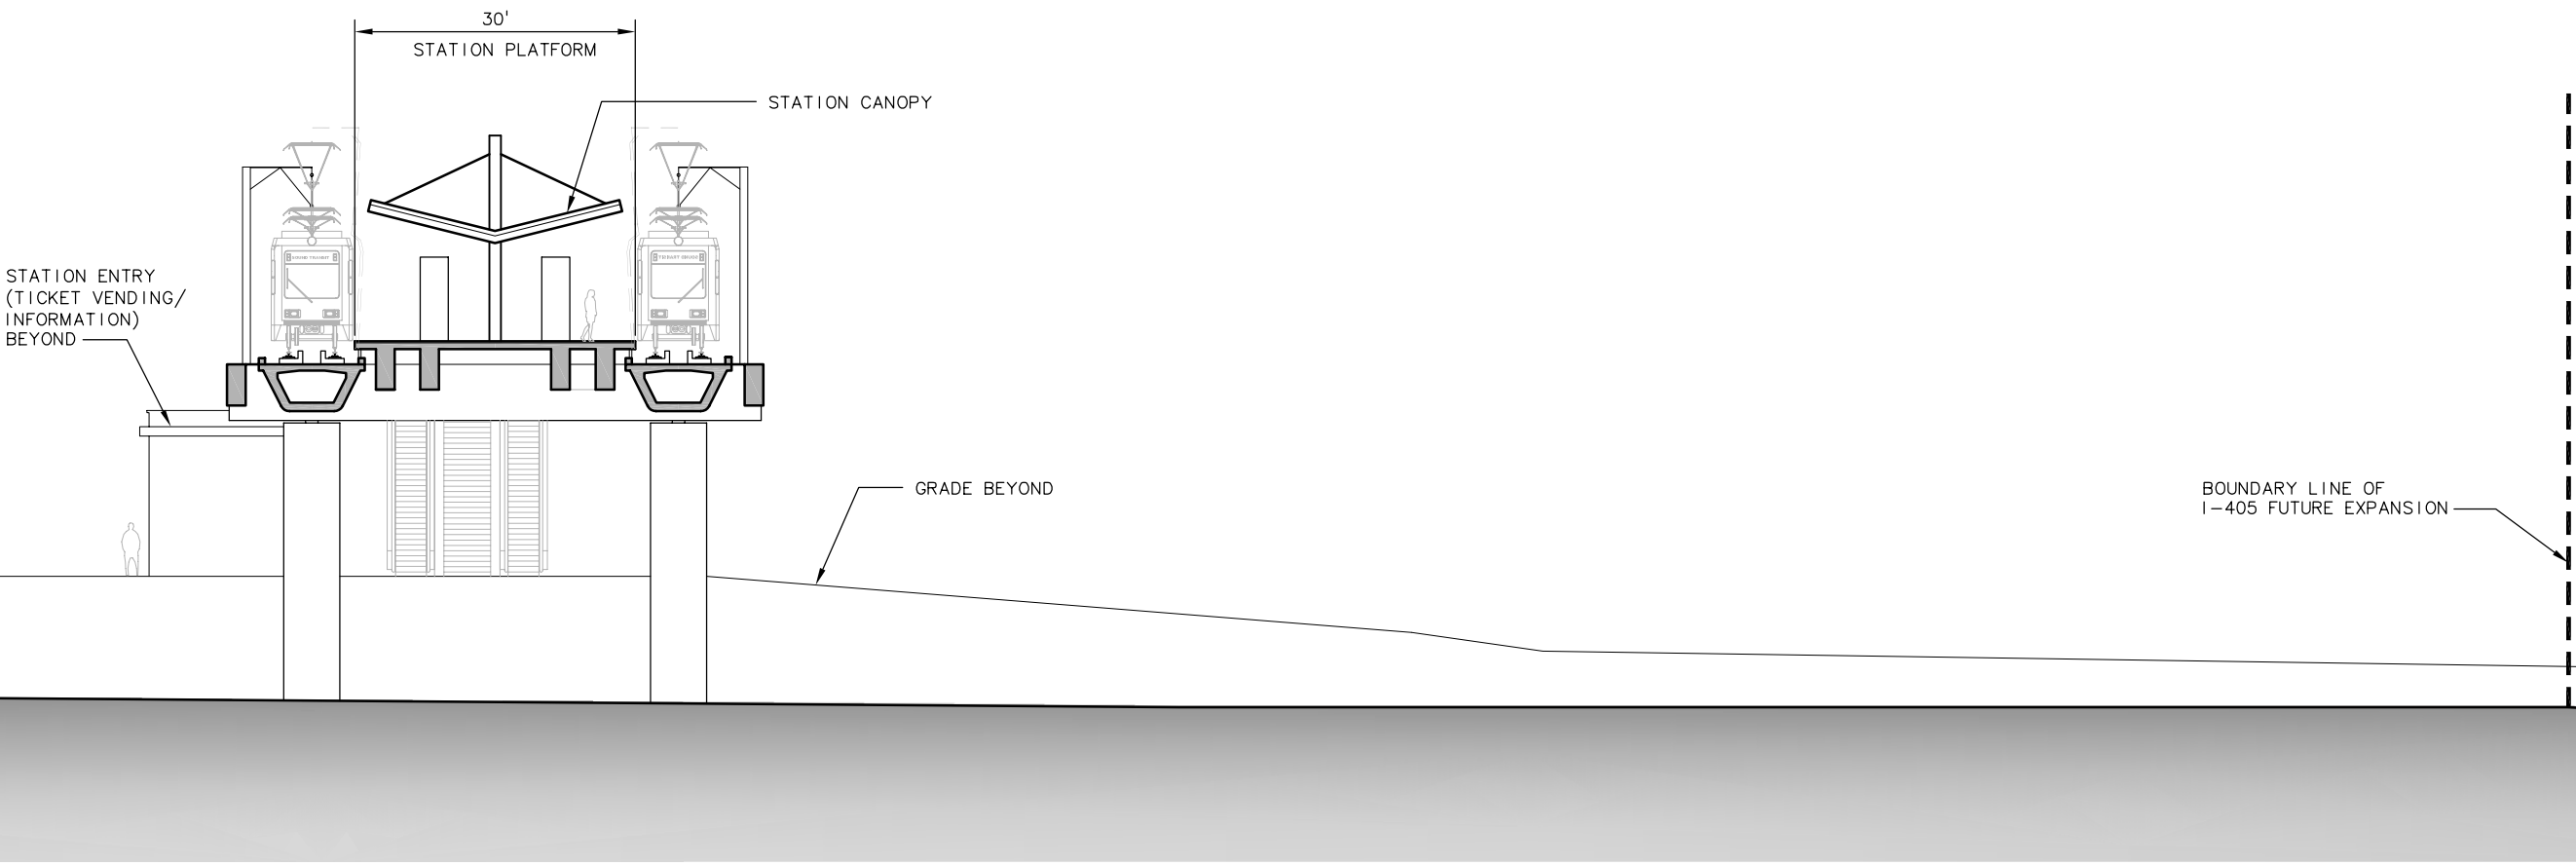 30'
STATION PLATFORM
STATION CANOPY
STATION ENTRY
(TICKET VENDING/
INFORMATION)
BEYOND
GRADE BEYOND
BOUNDARY LINE OF
I-405 FUTURE EXPANSION